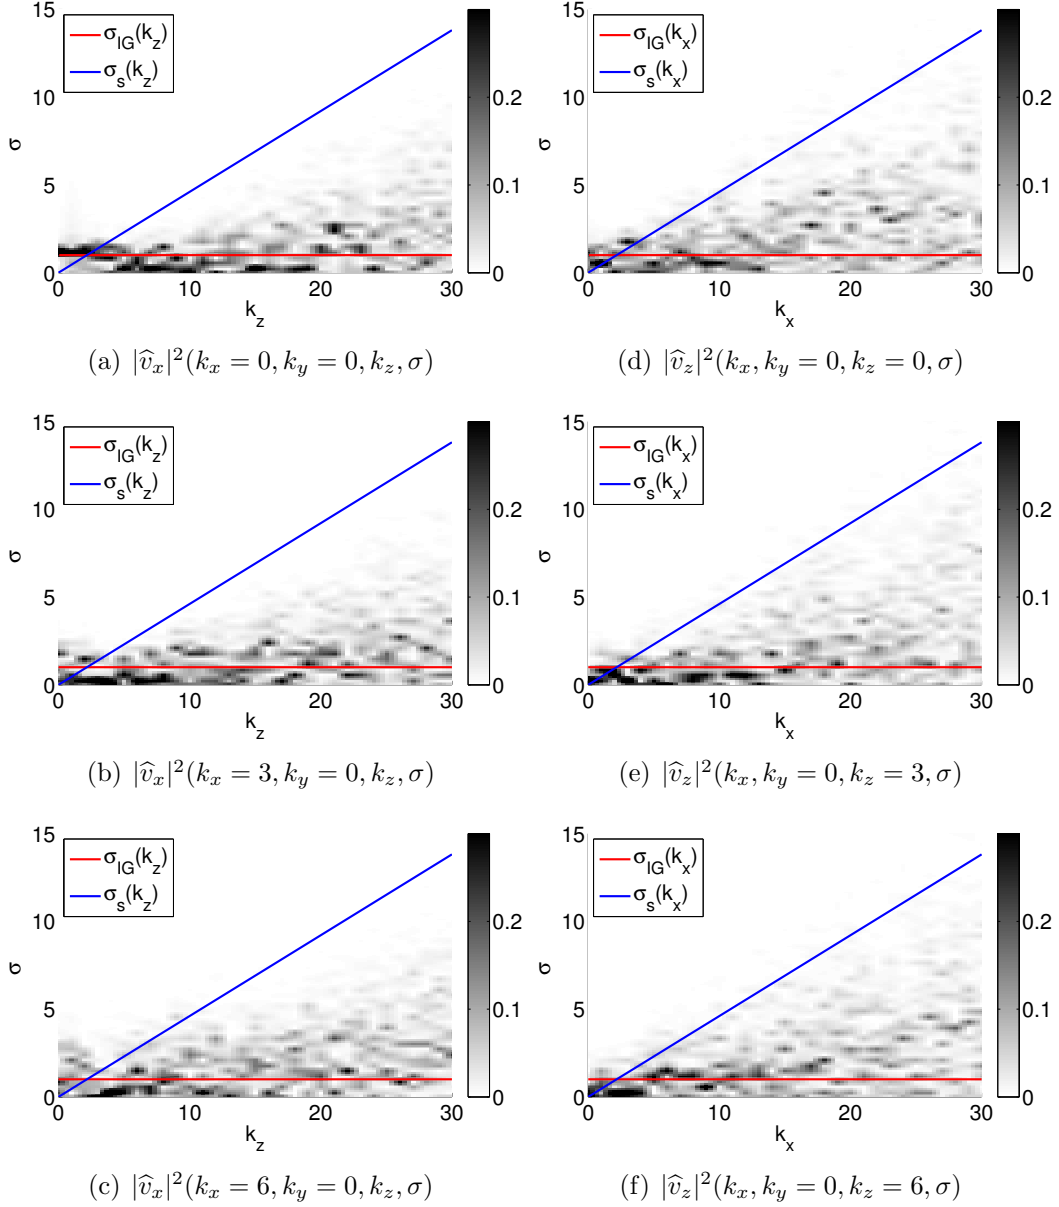 15
10
5
0
σ
σ_IG(k_z)
σ_s(k_z)
0 10 20 30
k_z
0.2
0.1
0
(a) |v̂_x|²(k_x = 0, k_y = 0, k_z, σ)
15
10
5
0
σ
σ_IG(k_x)
σ_s(k_x)
0 10 20 30
k_x
0.2
0.1
0
(d) |v̂_z|²(k_x, k_y = 0, k_z = 0, σ)
15
10
5
0
σ
σ_IG(k_z)
σ_s(k_z)
0 10 20 30
k_z
0.2
0.1
0
(b) |v̂_x|²(k_x = 3, k_y = 0, k_z, σ)
15
10
5
0
σ
σ_IG(k_x)
σ_s(k_x)
0 10 20 30
k_x
0.2
0.1
0
(e) |v̂_z|²(k_x, k_y = 0, k_z = 3, σ)
15
10
5
0
σ
σ_IG(k_z)
σ_s(k_z)
0 10 20 30
k_z
0.2
0.1
0
(c) |v̂_x|²(k_x = 6, k_y = 0, k_z, σ)
15
10
5
0
σ
σ_IG(k_x)
σ_s(k_x)
0 10 20 30
k_x
0.2
0.1
0
(f) |v̂_z|²(k_x, k_y = 0, k_z = 6, σ)